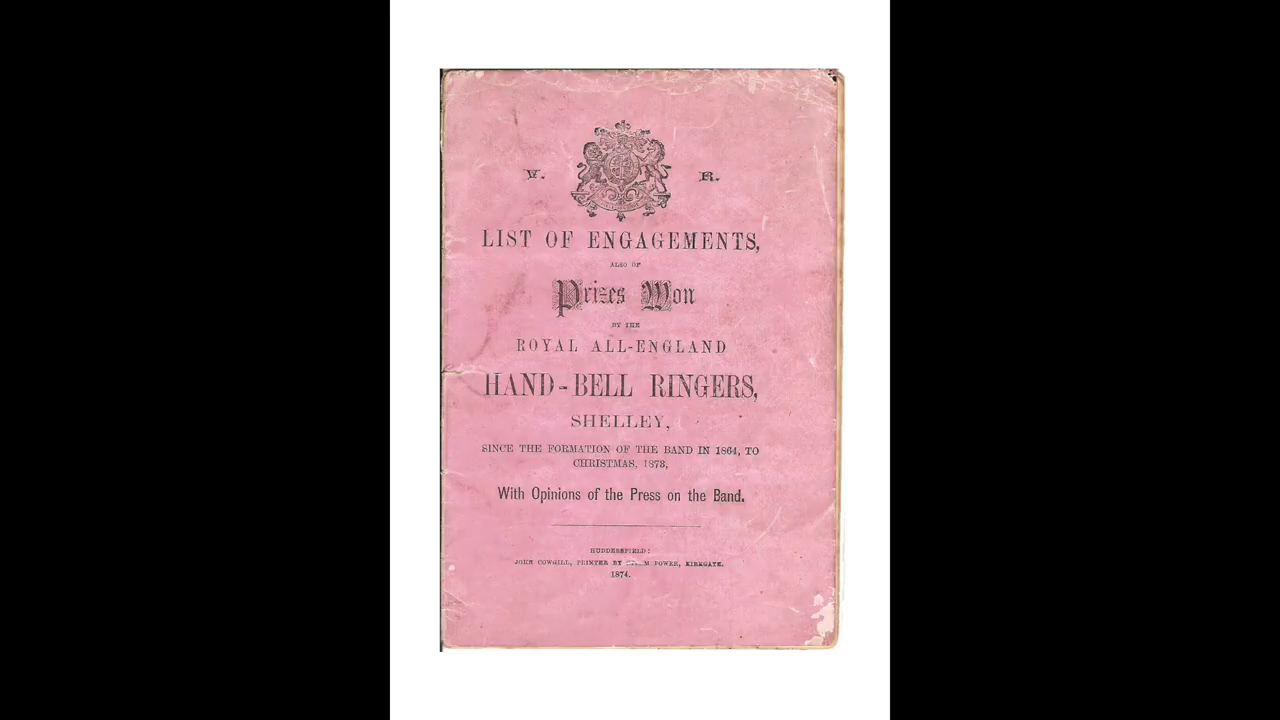 V. R.
LIST OF ENGAGEMENTS,
ALSO OF
Prizes Won
BY THE
ROYAL ALL-ENGLAND
HAND-BELL RINGERS,
SHELLEY,
SINCE THE FORMATION OF THE BAND IN 1864, TO
CHRISTMAS, 1873,
With Opinions of the Press on the Band.
HUDDERSFIELD:
JOHN COWGILL, PRINTER BY POWER, KIRKGATE.
1874.